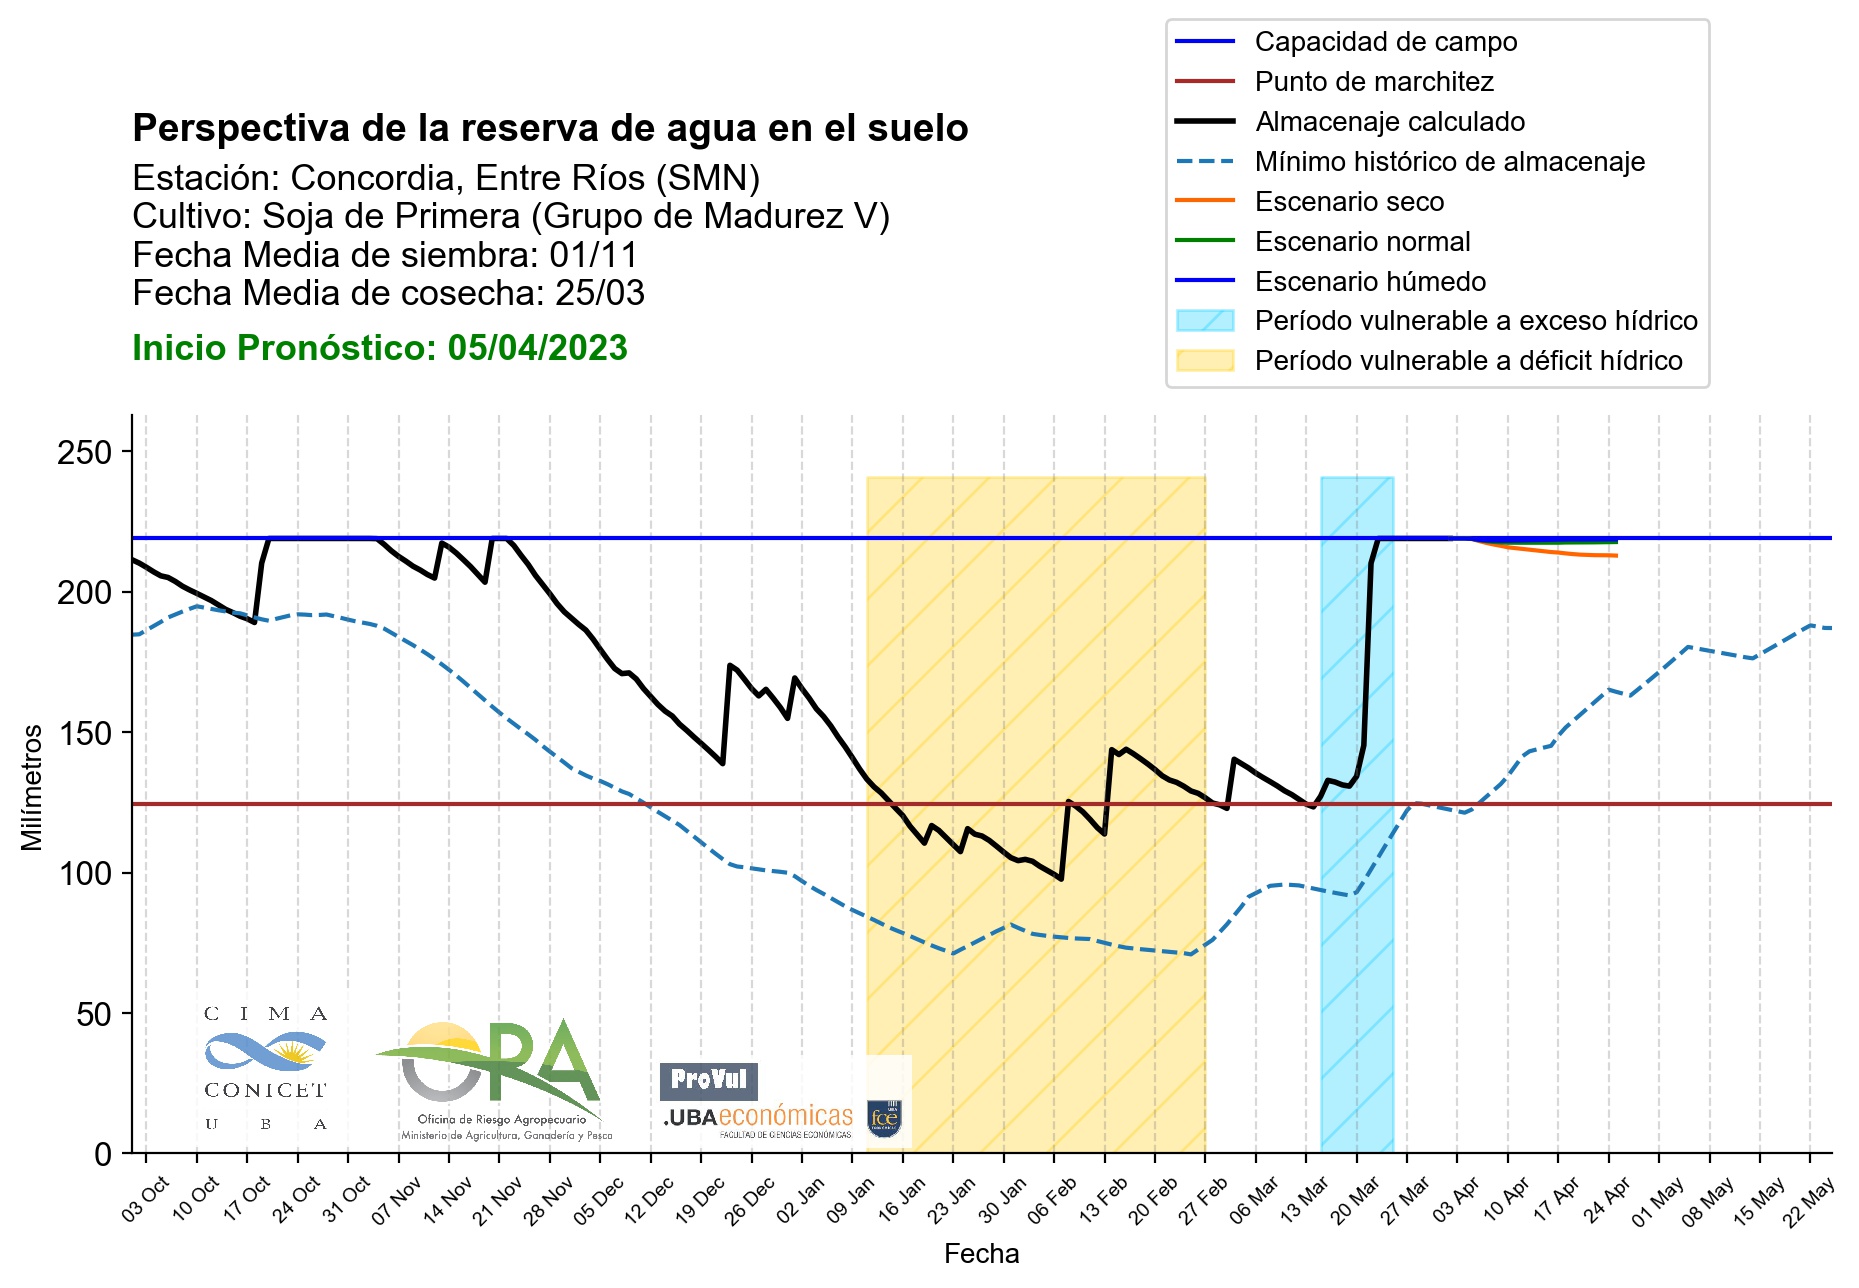 Capacidad de campo
Punto de marchitez
Almacenaje calculado
Mínimo histórico de almacenaje
Escenario seco
Escenario normal
Escenario húmedo
Período vulnerable a exceso hídrico
Período vulnerable a déficit hídrico
Perspectiva de la reserva de agua en el suelo
Estación: Concordia, Entre Ríos (SMN)
Cultivo: Soja de Primera (Grupo de Madurez V)
Fecha Media de siembra: 01/11
Fecha Media de cosecha: 25/03
Inicio Pronóstico: 05/04/2023
250
200
150
100
50
0
Milímetros
C I M A
CONICET
U B A
ORA
Oficina de Riesgo Agropecuario
Ministerio de Agricultura, Ganadería y Pesca
ProVul
.UBAeconómicas
FACULTAD DE CIENCIAS ECONÓMICAS
fce
03 Oct
10 Oct
17 Oct
24 Oct
31 Oct
07 Nov
14 Nov
21 Nov
28 Nov
05 Dec
12 Dec
19 Dec
26 Dec
02 Jan
09 Jan
16 Jan
23 Jan
30 Jan
06 Feb
13 Feb
20 Feb
27 Feb
06 Mar
13 Mar
20 Mar
27 Mar
03 Apr
10 Apr
17 Apr
24 Apr
01 May
08 May
15 May
22 May
Fecha